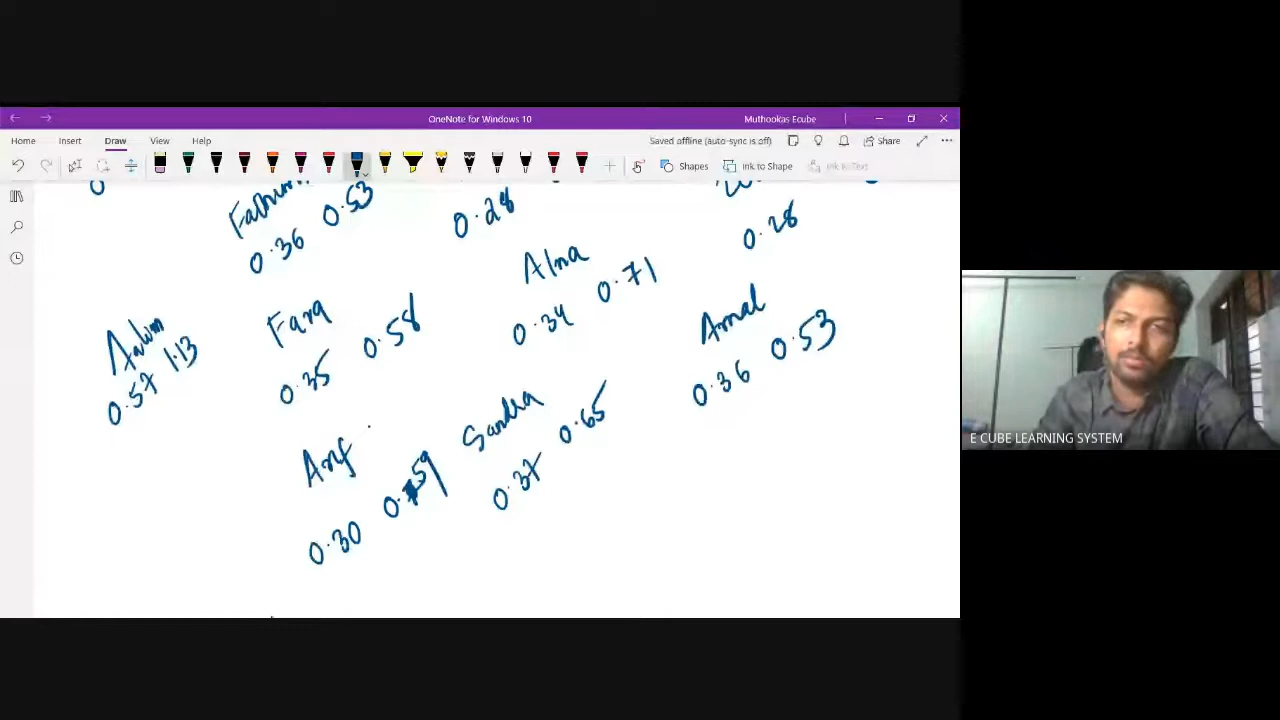 OneNote for Windows 10
Muthookas Ecube
Home Insert Draw View Help
Saved offline (auto-sync is off)
Share
Shapes
Ink to Shape
Ink to Text
0.36 0.53
0.28
0.28
Alna
0.34 0.71
Amal
0.36 0.53
0.57 1.13
Fara
0.35 0.58
Sandra
0.37 0.65
Arif
0.30 0.59
E CUBE LEARNING SYSTEM